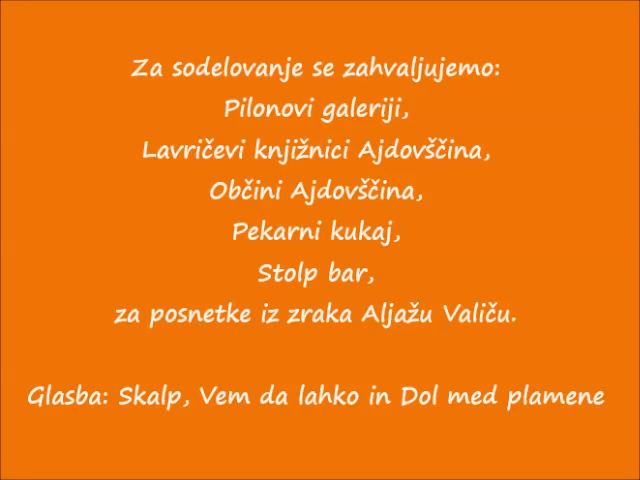 Za sodelovanje se zahvaljujemo:
Pilonovi galeriji,
Lavričevi knjižnici Ajdovščina,
Občini Ajdovščina,
Pekarni kukaj,
Stolp bar,
za posnetke iz zraka Aljažu Valiču.
Glasba: Skalp, Vem da lahko in Dol med plamene